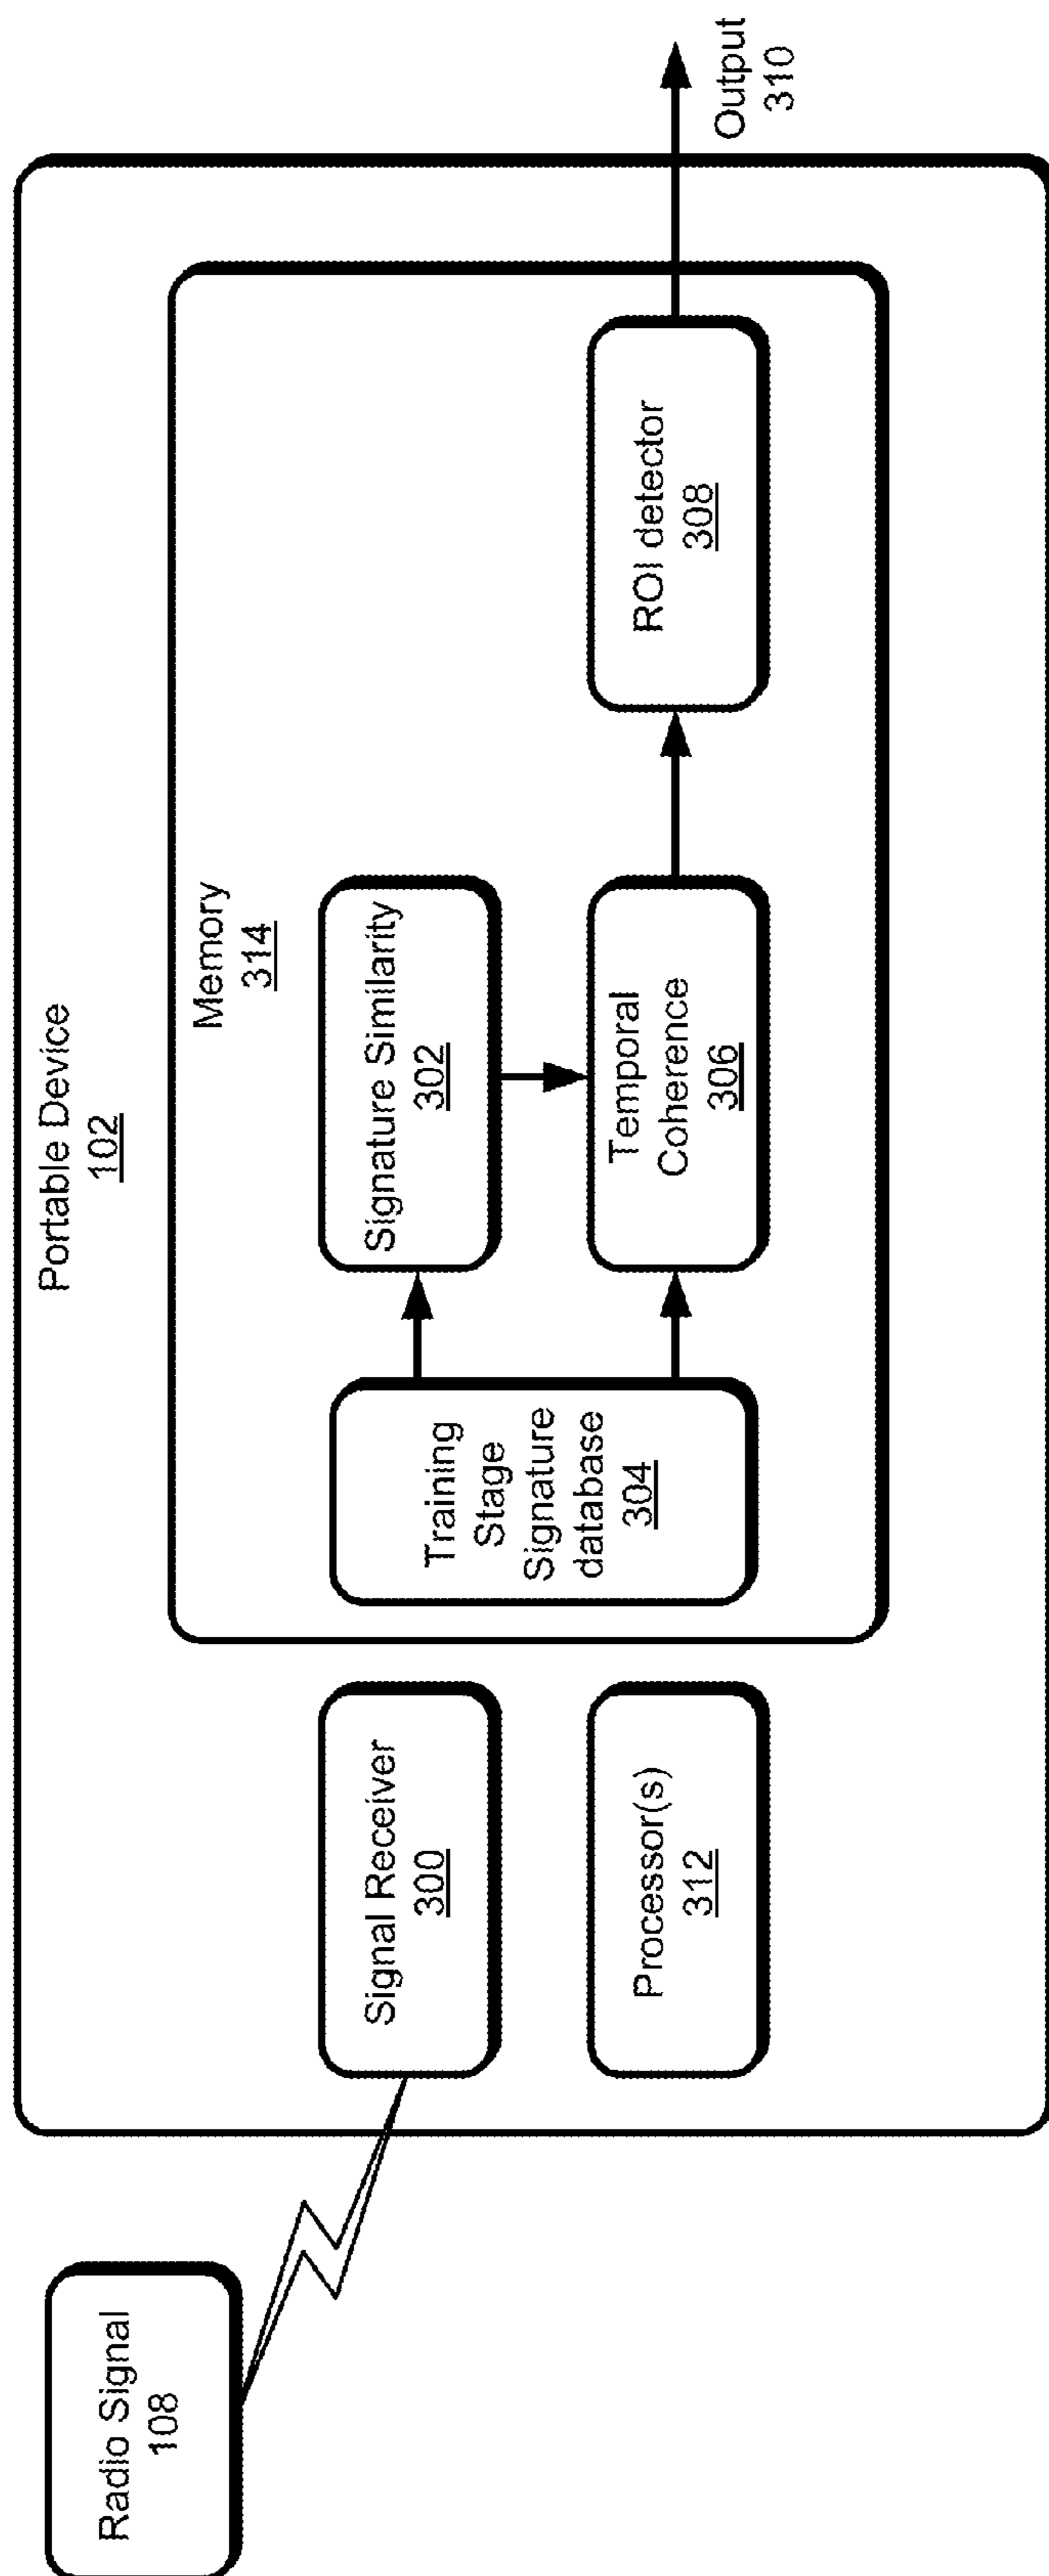 Radio Signal
108
Portable Device
102
Signal Receiver
300
Processor(s)
312
Memory
314
Training
Stage
Signature
database
304
Signature Similarity
302
Temporal
Coherence
306
ROI detector
308
Output
310